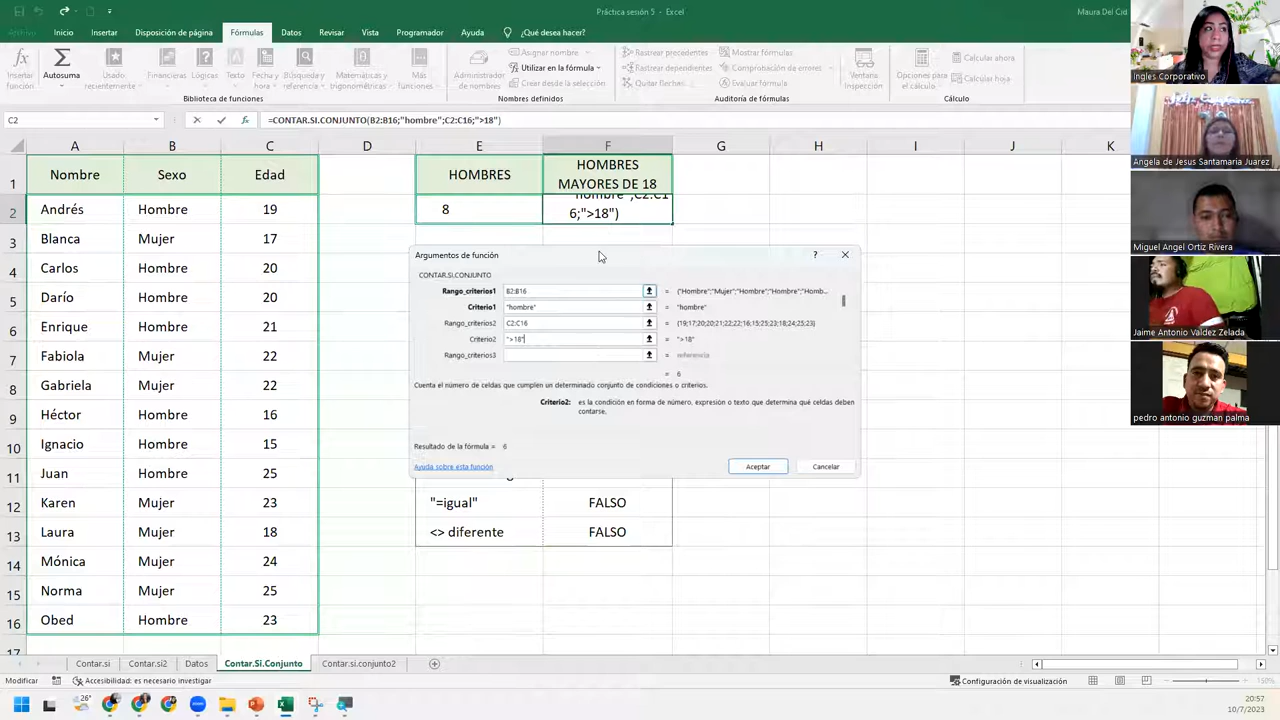 Práctica sesión 5 - Excel
Maura Del Cid
Archivo Inicio Insertar Disposición de página Fórmulas Datos Revisar Vista Programador Ayuda ¿Qué desea hacer?
Insertar función
Autosuma
Usadas
Financieras
Lógicas
Texto
Fecha y hora
Búsqueda y referencia
Matemáticas y trigonométricas
Más funciones
Biblioteca de funciones
Administrador de nombres
Asignar nombre
Utilizar en la fórmula
Crear desde la selección
Nombres definidos
Rastrear precedentes
Rastrear dependientes
Quitar flechas
Mostrar fórmulas
Comprobación de errores
Evaluar fórmula
Auditoría de fórmulas
Ventana Inspección
Opciones para el cálculo
Calcular ahora
Calcular hoja
Cálculo
C2
=CONTAR.SI.CONJUNTO(B2:B16;"hombre";C2:C16;">18")
A B C D E F G H I J K
1 Nombre Sexo Edad HOMBRES HOMBRES MAYORES DE 18
2 Andrés Hombre 19 8 "hombre";C2:C1
6;">18")
3 Blanca Mujer 17
4 Carlos Hombre 20
5 Darío Hombre 20
6 Enrique Hombre 21
7 Fabiola Mujer 22
8 Gabriela Mujer 22
9 Héctor Hombre 16
10 Ignacio Hombre 15
11 Juan Hombre 25
12 Karen Mujer 23 "=igual" FALSO
13 Laura Mujer 18 <> diferente FALSO
14 Mónica Mujer 24
15 Norma Mujer 25
16 Obed Hombre 23
17
Argumentos de función
? ×
CONTAR.SI.CONJUNTO
Rango_criterios1 B2:B16 = {"Hombre";"Mujer";"Hombre";"Hombre";"Homb...
Criterio1 "hombre" = "hombre"
Rango_criterios2 C2:C16 = {19;17;20;20;21;22;22;16;15;25;23;18;24;25;23}
Criterio2 ">18" = ">18"
Rango_criterios3 = referencia
= 6
Cuenta el número de celdas que cumplen un determinado conjunto de condiciones o criterios.
Criterio2: es la condición en forma de número, expresión o texto que determina qué celdas deben
contarse.
Resultado de la fórmula = 6
Ayuda sobre esta función
Aceptar
Cancelar
Contar.si Contar.si2 Datos Contar.Si.Conjunto Contar.si.conjunto2
Modificar
Accesibilidad: es necesario investigar
Configuración de visualización
150%
26°
20:57
10/7/2023
Ingles Corporativo
Angela de Jesus Santamaria Juarez
Miguel Angel Ortiz Rivera
Jaime Antonio Valdez Zelada
pedro antonio guzman palma